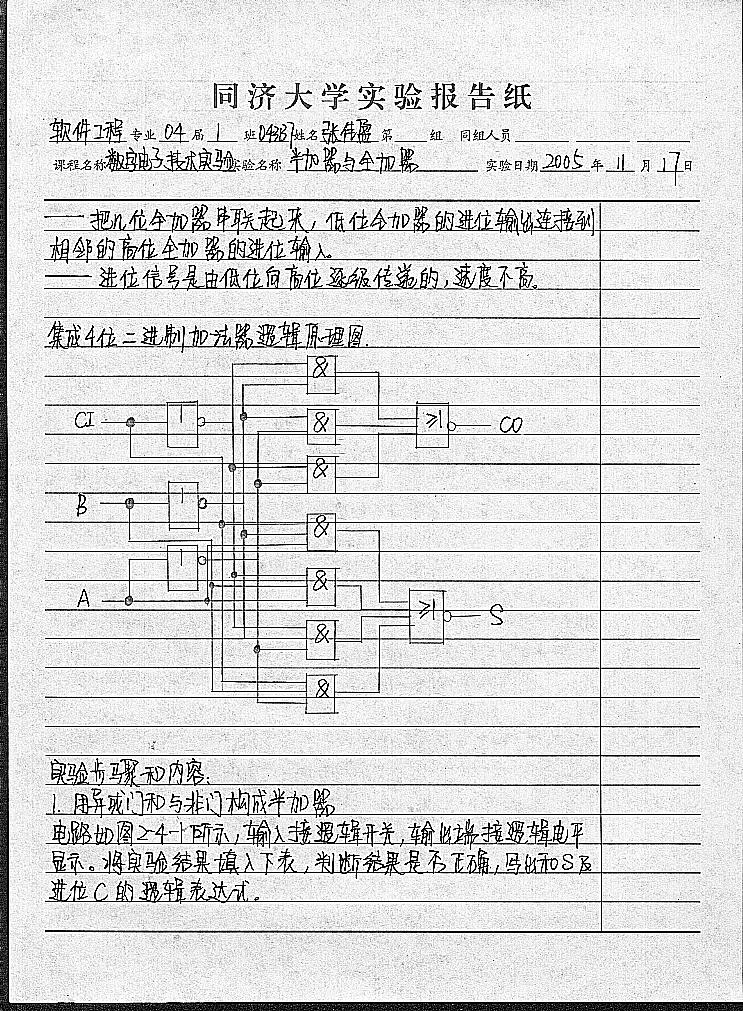 同济大学实验报告纸
软件工程 专业 04 届 1 班 姓名 张佳 第 组 同组人员
课程名称 数字电子技术实验 实验名称 半加器与全加器 实验日期 2005 年 11 月 17 日
—— 把n位全加器串联起来，低位全加器的进位输出连接到
相邻的高位全加器的进位输入。
—— 进位信号是由低位向高位逐级传递的，速度不高。
集成4位二进制加法器逻辑原理图.
&
CI 1 & ≥1 CO
&
B 1 &
1 &
A ≥1 S
&
&
实验步骤和内容:
1. 用异或门和与非门构成半加器
电路如图2-4-1所示，输入接逻辑开关，输出端接逻辑电平
显示。将实验结果填入下表，判断结果是否正确，写出和S及
进位C的逻辑表达式。